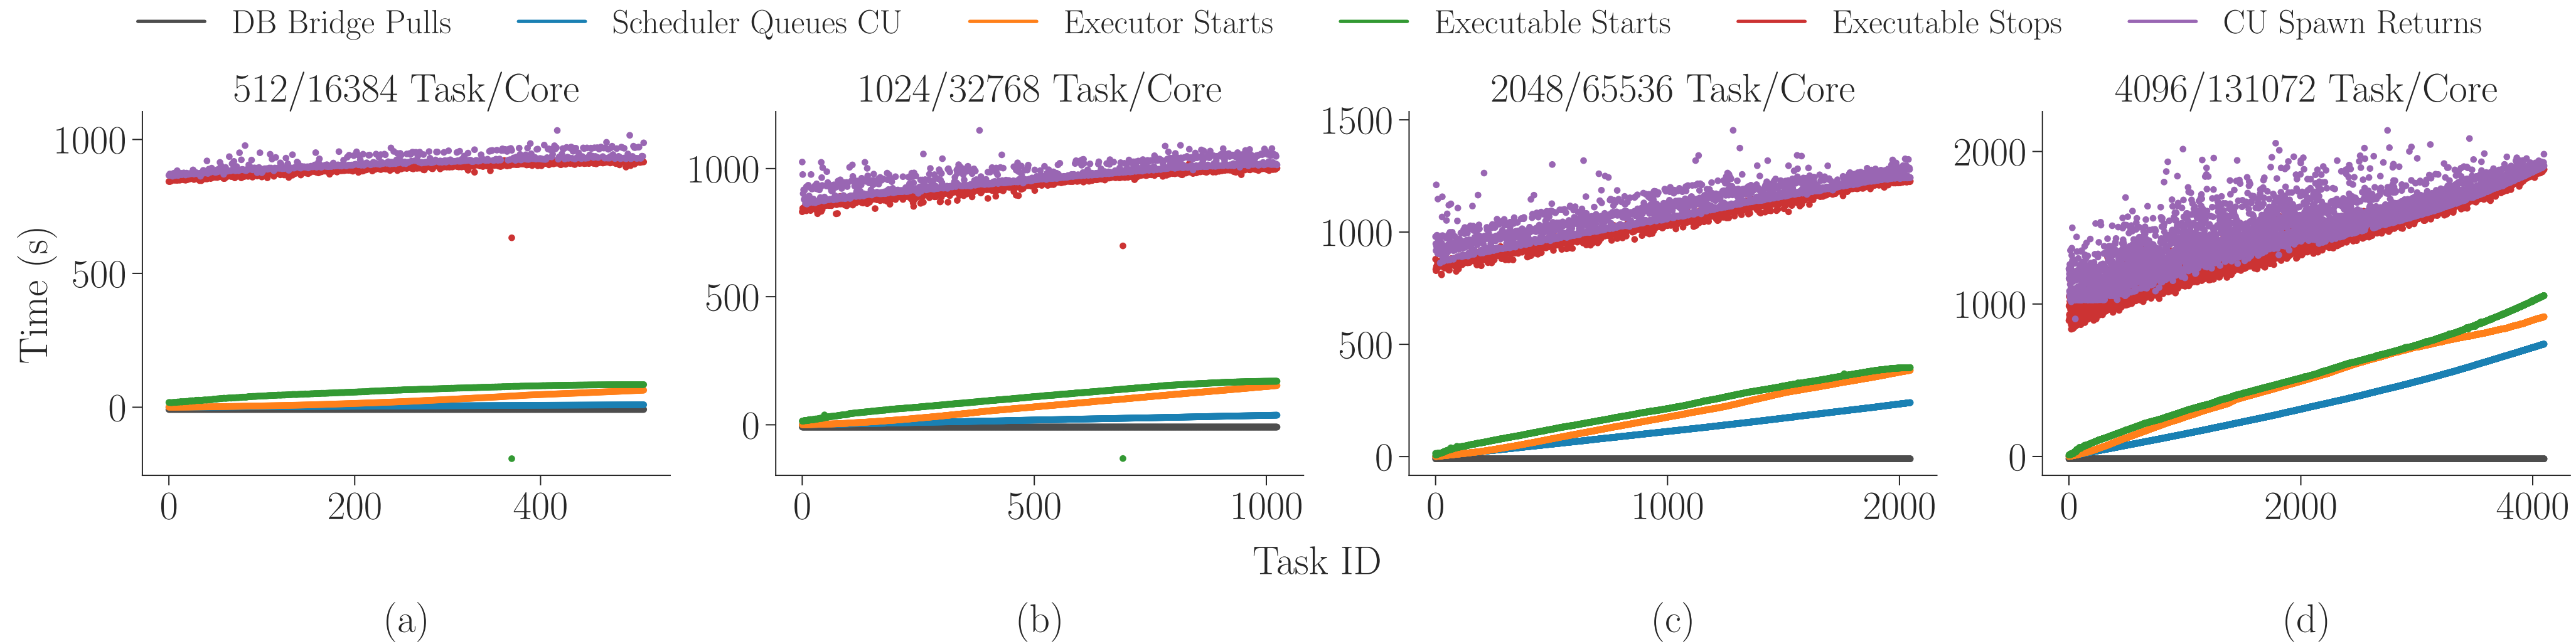 DB Bridge Pulls Scheduler Queues CU Executor Starts Executable Starts Executable Stops CU Spawn Returns
512/16384 Task/Core 1024/32768 Task/Core 2048/65536 Task/Core 4096/131072 Task/Core
Time (s)
1000
500
0
0 200 400
1000
500
0
0 500 1000
1500
1000
500
0
0 1000 2000
2000
1000
0
0 2000 4000
Task ID
(a) (b) (c) (d)